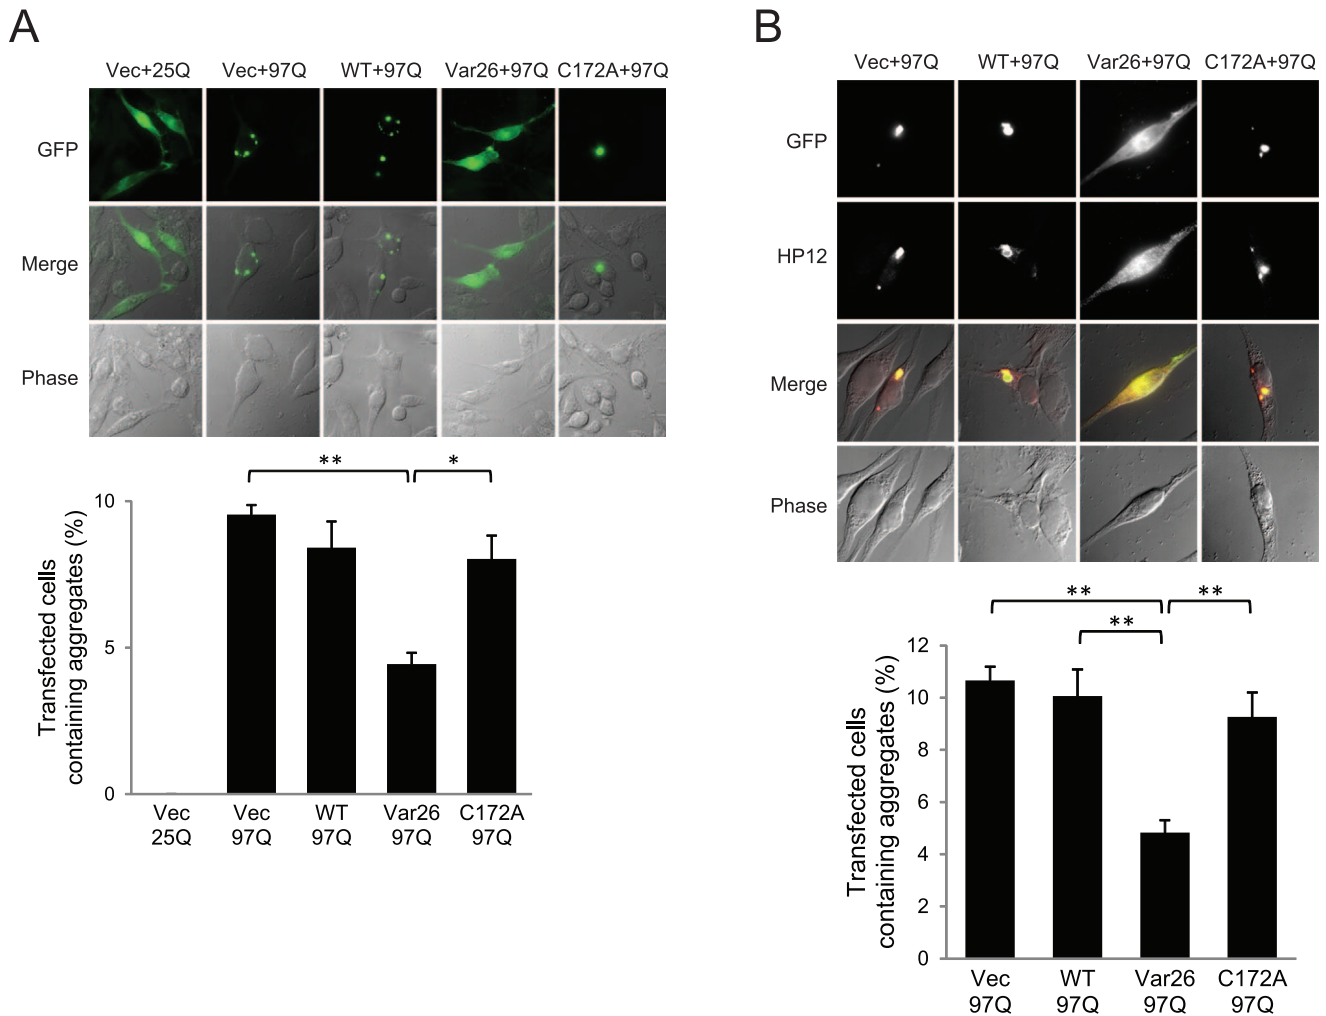 A
Vec+25Q Vec+97Q WT+97Q Var26+97Q C172A+97Q
GFP
Merge
Phase
** *
Transfected cells
containing aggregates (%)
10
5
0
Vec Vec WT Var26 C172A
25Q 97Q 97Q 97Q 97Q
B
Vec+97Q WT+97Q Var26+97Q C172A+97Q
GFP
HP12
Merge
Phase
** **
**
Transfected cells
containing aggregates (%)
12
10
8
6
4
2
0
Vec WT Var26 C172A
97Q 97Q 97Q 97Q